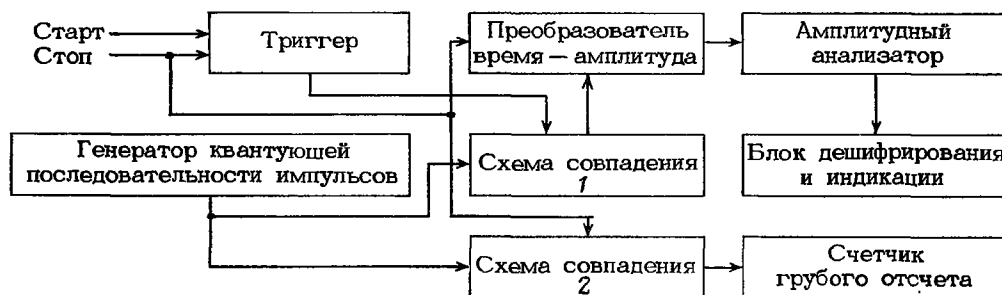 Старт
Стоп
Триггер
Преобразователь
время — амплитуда
Амплитудный
анализатор
Генератор квантующей
последовательности импульсов
Схема совпадения
1
Блок дешифрирования
и индикации
Схема совпадения
2
Счетчик
грубого отсчета